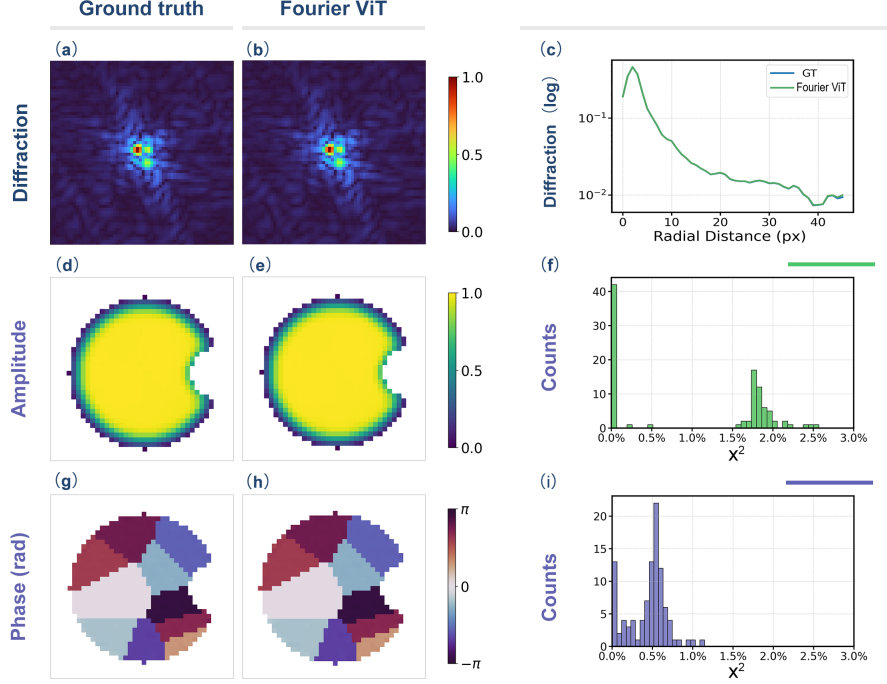 Ground truth
Fourier ViT
(a)
(b)
(c)
Diffraction
1.0
0.5
0.0
Diffraction (log)
10⁻¹
10⁻²
GT
Fourier ViT
0
10
20
30
40
Radial Distance (px)
(d)
(e)
(f)
Amplitude
1.0
0.5
0.0
Counts
40
30
20
10
0
0.0%
0.5%
1.0%
1.5%
2.0%
2.5%
3.0%
X²
(g)
(h)
(i)
Phase (rad)
π
0
−π
Counts
20
15
10
5
0
0.0%
0.5%
1.0%
1.5%
2.0%
2.5%
3.0%
X²